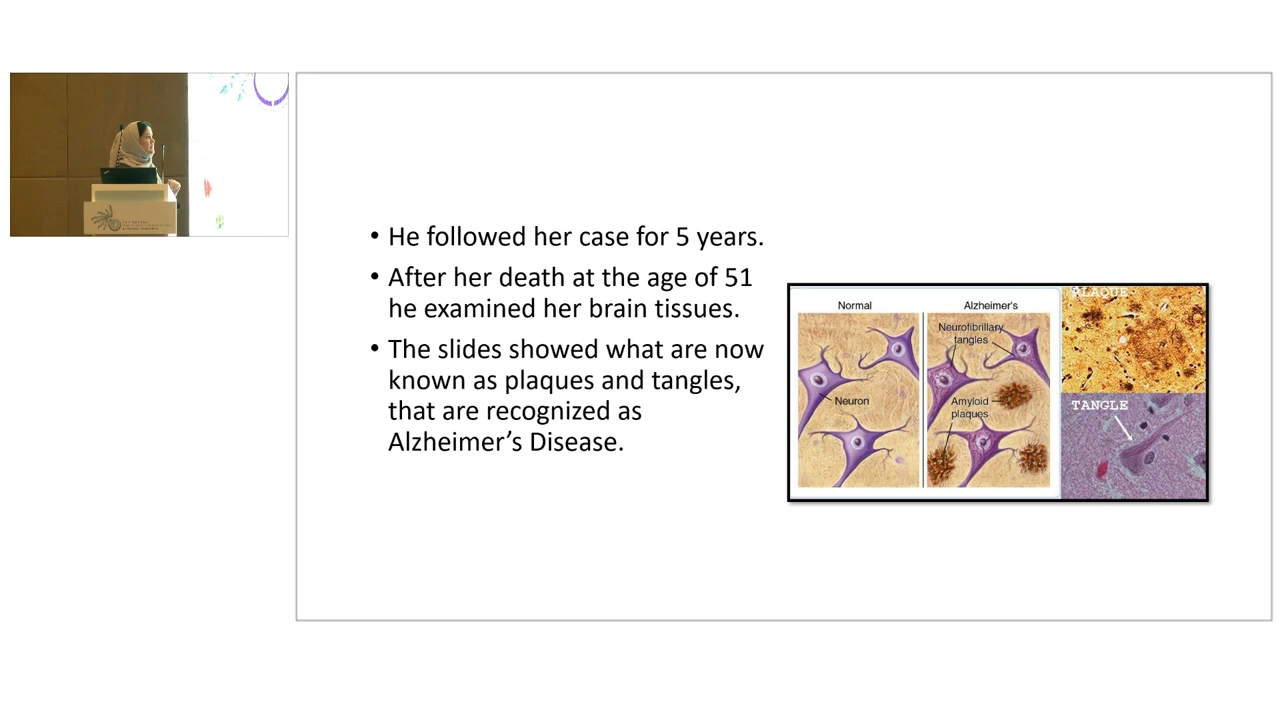 • He followed her case for 5 years.
• After her death at the age of 51
he examined her brain tissues.
• The slides showed what are now
known as plaques and tangles,
that are recognized as
Alzheimer’s Disease.
Normal
Alzheimer's
Neurofibrillary
tangles
Neuron
Amyloid
plaques
PLAQUE
TANGLE